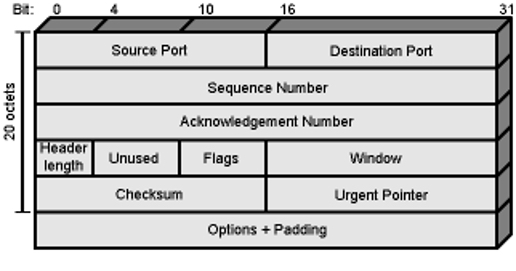 Bit: 0 4 10 16 31
20 octets
Source Port Destination Port
Sequence Number
Acknowledgement Number
Header
length Unused Flags Window
Checksum Urgent Pointer
Options + Padding